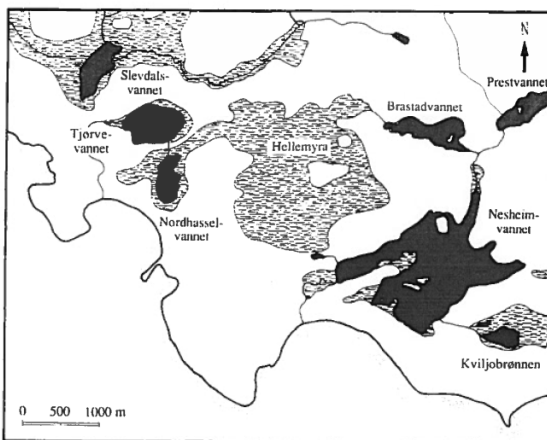 N
Slevdals-
vannet
Prestvannet
Brastadvannet
Tjørve-
vannet
Hellemyra
Nordhassel-
vannet
Nesheim-
vannet
Kviljobrønnen
0 500 1000 m